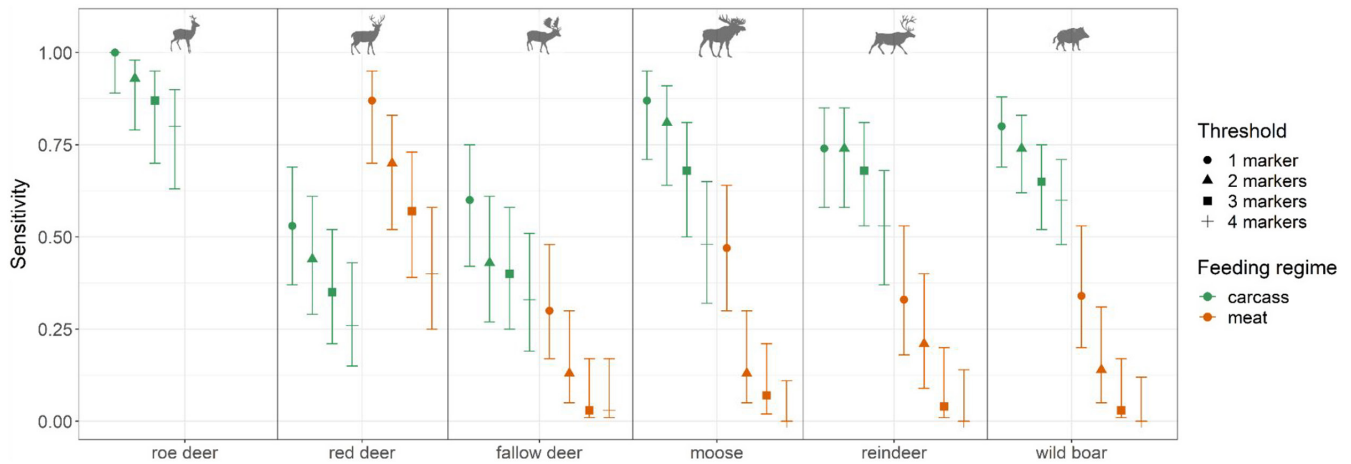 Sensitivity
1.00
0.75
0.50
0.25
0.00
roe deer
red deer
fallow deer
moose
reindeer
wild boar
Threshold
1 marker
2 markers
3 markers
4 markers
Feeding regime
carcass
meat